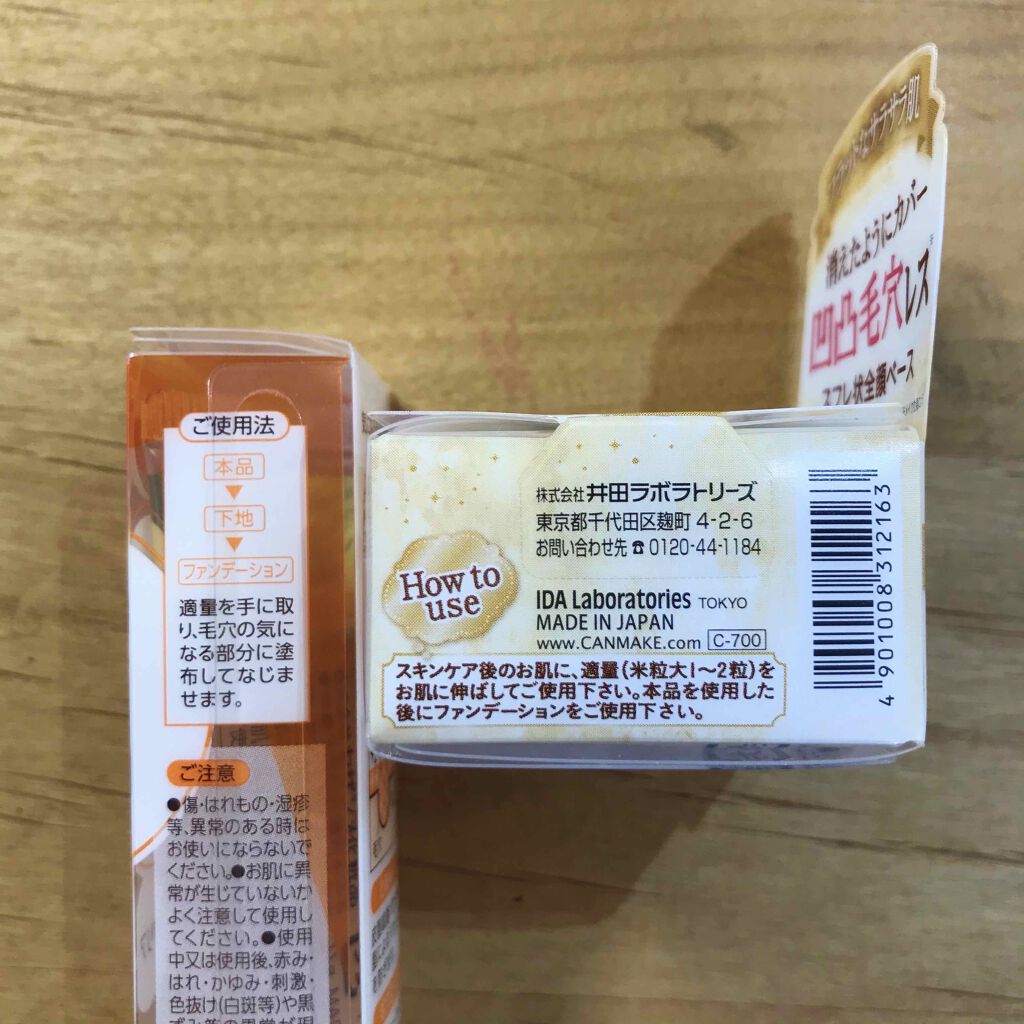 ご使用法
本品
▼
下地
▼
ファンデーション
適量を手に取
り、毛穴の気に
なる部分に塗
布してなじま
せます。
ご注意
●傷・はれもの・湿疹
等、異常のある時は
お使いにならないで
ください。●お肌に異
常が生じていないか
よく注意して使用し
てください。●使用
中又は使用後、赤み・
はれ・かゆみ・刺激・
色抜け(白斑等)や黒
なサラサラ肌
消えたようにカバー
凹凸毛穴レス※
スフレ状全顔ベース
株式会社 井田ラボラトリーズ
東京都千代田区麹町 4-2-6
お問い合わせ先 ☎ 0120-44-1184
How to
use
IDA Laboratories TOKYO
MADE IN JAPAN
www.CANMAKE.com C-700
スキンケア後のお肌に、適量(米粒大1〜2粒)を
お肌に伸ばしてご使用下さい。本品を使用した
後にファンデーションをご使用下さい。
4901008312163